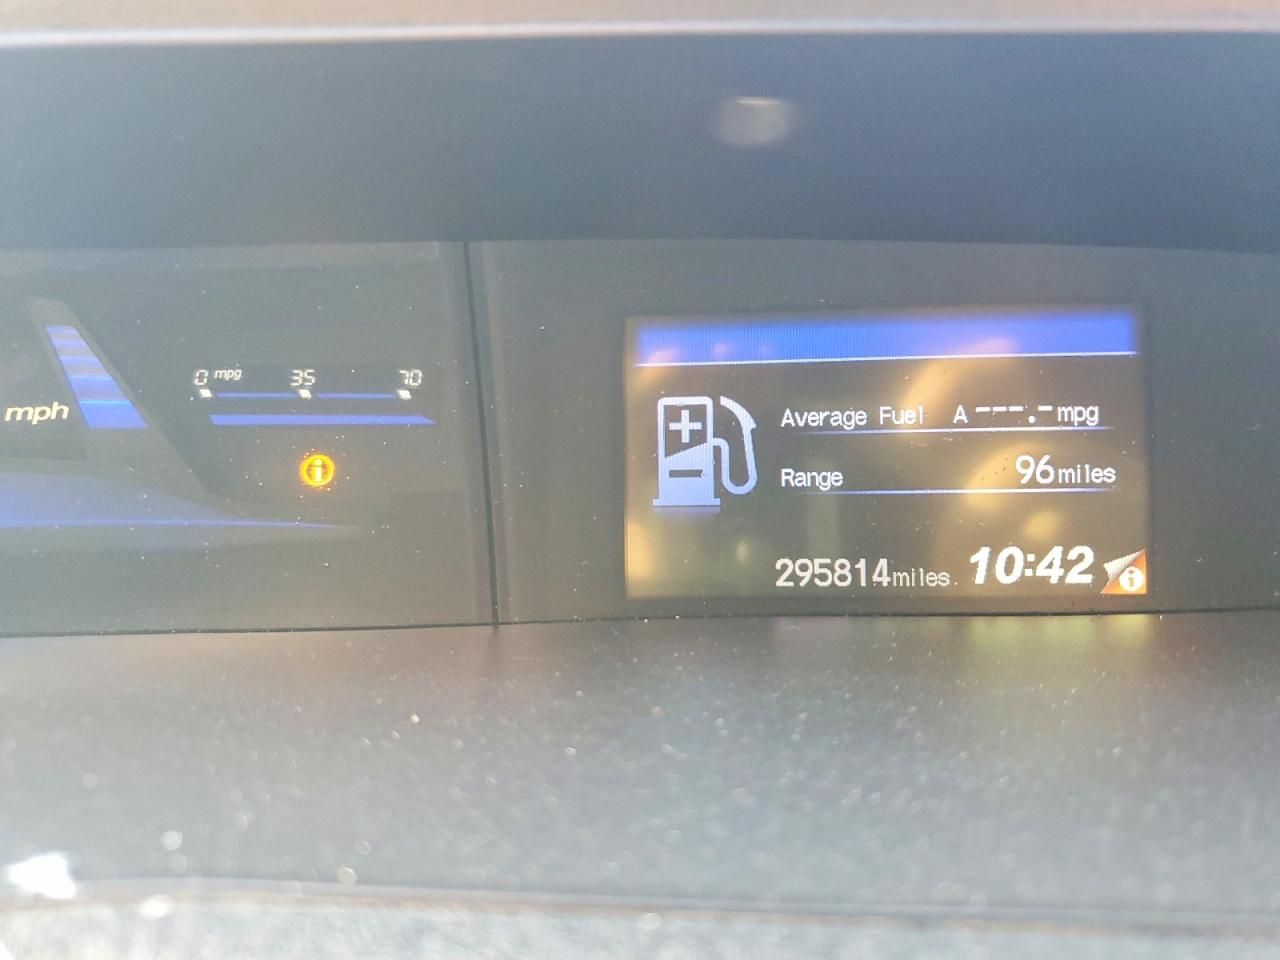 mph
0 mpg 35 70
Average Fuel A ---.- mpg
Range 96 miles
295814 miles 10:42